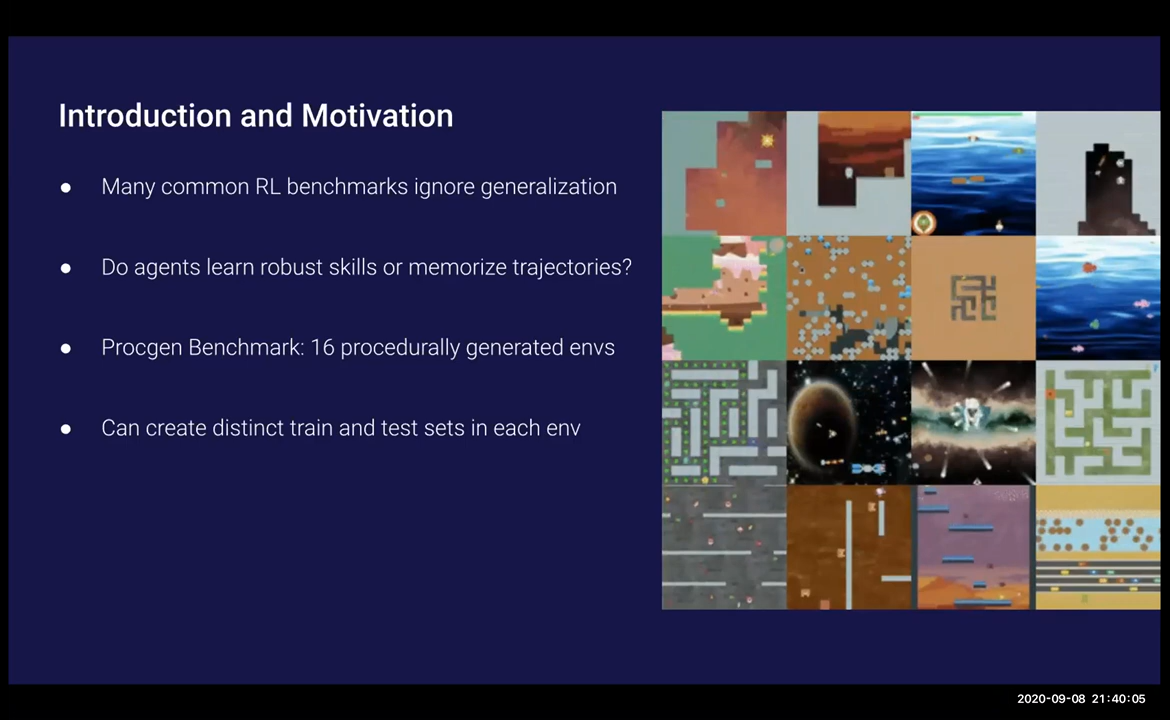 Introduction and Motivation
● Many common RL benchmarks ignore generalization
● Do agents learn robust skills or memorize trajectories?
● Procgen Benchmark: 16 procedurally generated envs
● Can create distinct train and test sets in each env
2020-09-08 21:40:05